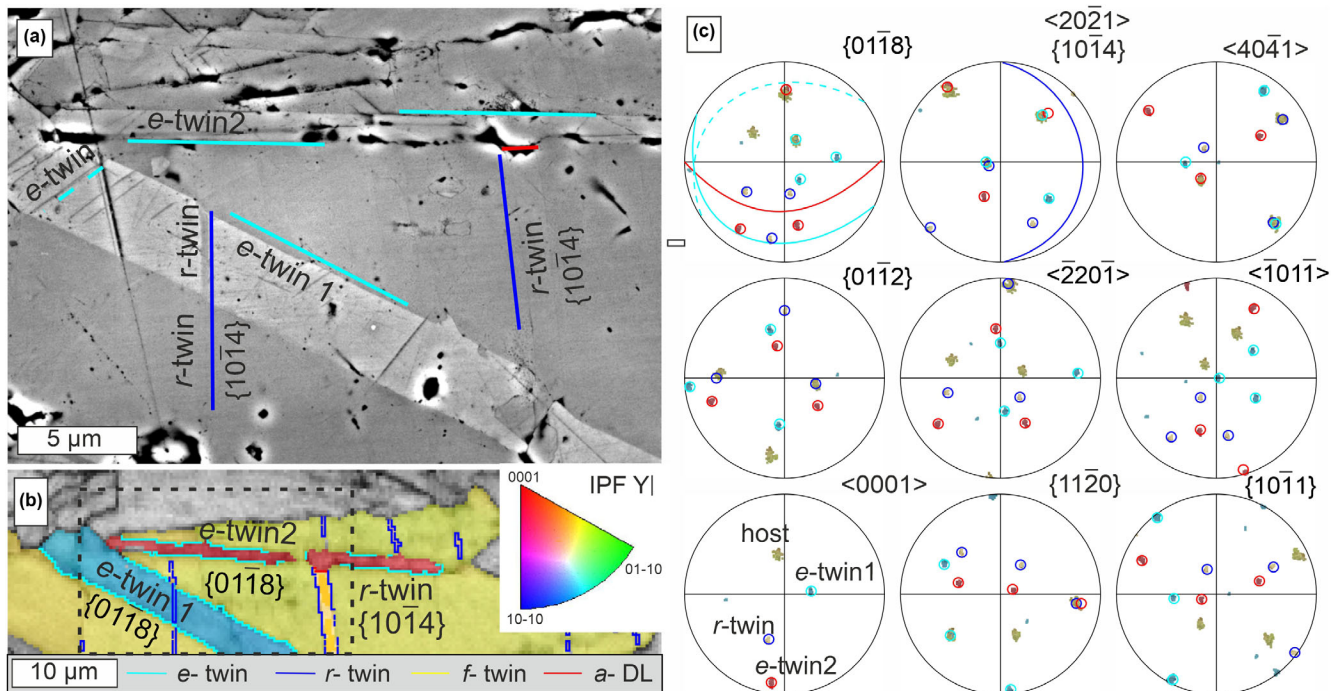 (a)
e-twin2
e-twin
r-twin
e-twin 1
r-twin
{101̄4}
r-twin
{101̄4}
5 µm
(b)
e-twin2
{011̄8}
e-twin 1
{011̄8}
r-twin
{101̄4}
0001
IPF Y|
01-10
10-10
10 µm
e- twin
r- twin
f- twin
a- DL
(c)
{011̄8}
<202̄1>
{101̄4}
<404̄1>
{011̄2}
<2̄201̄>
<1̄011̄>
<0001>
{112̄0}
{101̄1}
host
e-twin1
r-twin
e-twin2